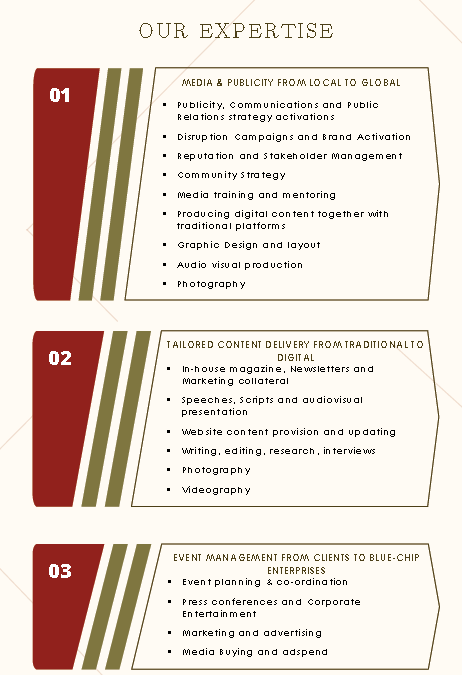 OUR EXPERTISE
01
MEDIA & PUBLICITY FROM LOCAL TO GLOBAL
▪ Publicity, Communications and Public
Relations strategy activations
▪ Disruption Campaigns and Brand Activation
▪ Reputation and Stakeholder Management
▪ Community Strategy
▪ Media training and mentoring
▪ Producing digital content together with
traditional platforms
▪ Graphic Design and layout
▪ Audio visual production
▪ Photography
02
TAILORED CONTENT DELIVERY FROM TRADITIONAL TO
DIGITAL
▪ In-house magazine, Newsletters and
Marketing collateral
▪ Speeches, Scripts and audiovisual
presentation
▪ Website content provision and updating
▪ Writing, editing, research, interviews
▪ Photography
▪ Videography
03
EVENT MANAGEMENT FROM CLIENTS TO BLUE-CHIP
ENTERPRISES
▪ Event planning & co-ordination
▪ Press conferences and Corporate
Entertainment
▪ Marketing and advertising
▪ Media Buying and adspend